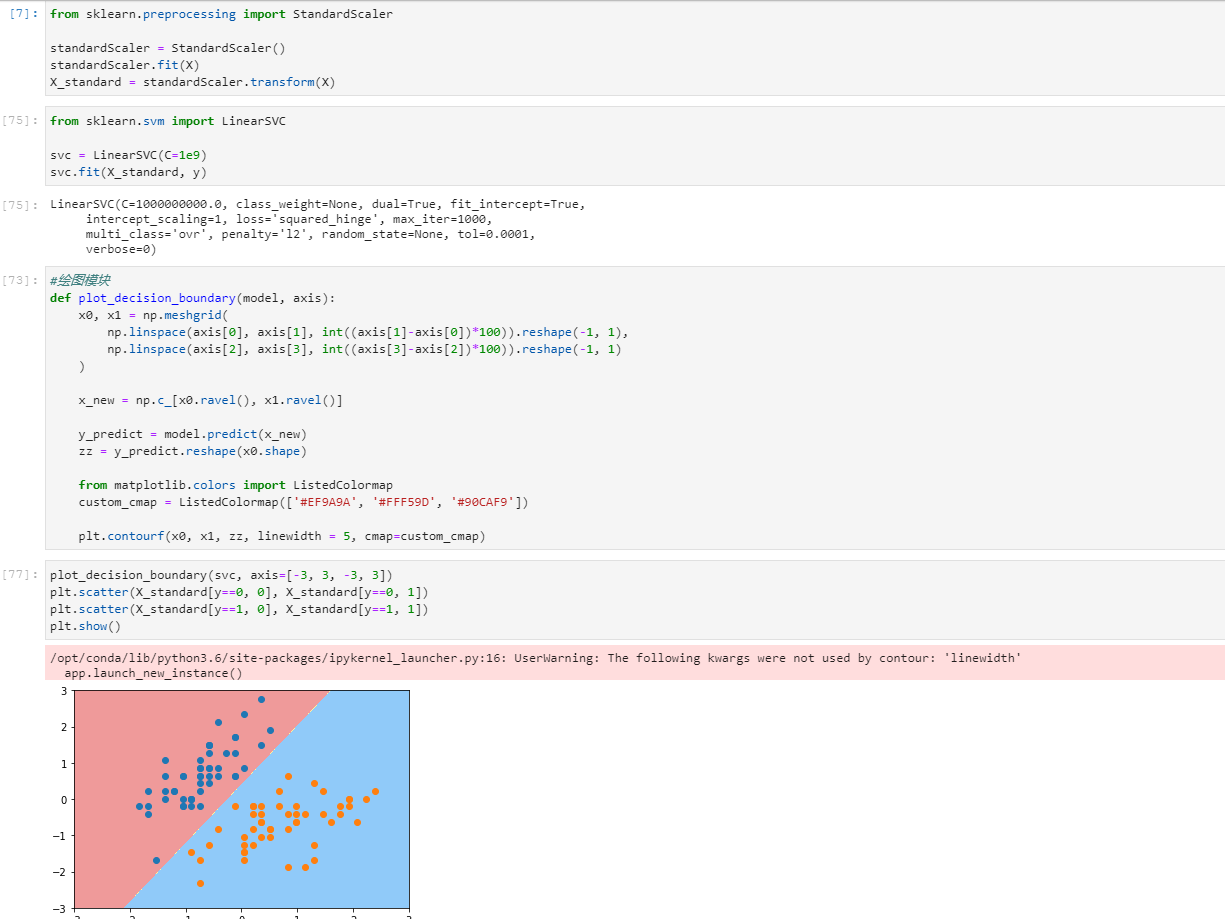 [7]: from sklearn.preprocessing import StandardScaler
standardScaler = StandardScaler()
standardScaler.fit(X)
X_standard = standardScaler.transform(X)
[75]: from sklearn.svm import LinearSVC
svc = LinearSVC(C=1e9)
svc.fit(X_standard, y)
[75]: LinearSVC(C=1000000000.0, class_weight=None, dual=True, fit_intercept=True,
intercept_scaling=1, loss='squared_hinge', max_iter=1000,
multi_class='ovr', penalty='l2', random_state=None, tol=0.0001,
verbose=0)
[73]: #绘图模块
def plot_decision_boundary(model, axis):
x0, x1 = np.meshgrid(
np.linspace(axis[0], axis[1], int((axis[1]-axis[0])*100)).reshape(-1, 1),
np.linspace(axis[2], axis[3], int((axis[3]-axis[2])*100)).reshape(-1, 1)
)
x_new = np.c_[x0.ravel(), x1.ravel()]
y_predict = model.predict(x_new)
zz = y_predict.reshape(x0.shape)
from matplotlib.colors import ListedColormap
custom_cmap = ListedColormap(['#EF9A9A', '#FFF59D', '#90CAF9'])
plt.contourf(x0, x1, zz, linewidth = 5, cmap=custom_cmap)
[77]: plot_decision_boundary(svc, axis=[-3, 3, -3, 3])
plt.scatter(X_standard[y==0, 0], X_standard[y==0, 1])
plt.scatter(X_standard[y==1, 0], X_standard[y==1, 1])
plt.show()
/opt/conda/lib/python3.6/site-packages/ipykernel_launcher.py:16: UserWarning: The following kwargs were not used by contour: 'linewidth'
app.launch_new_instance()
3
2
1
0
−1
−2
−3